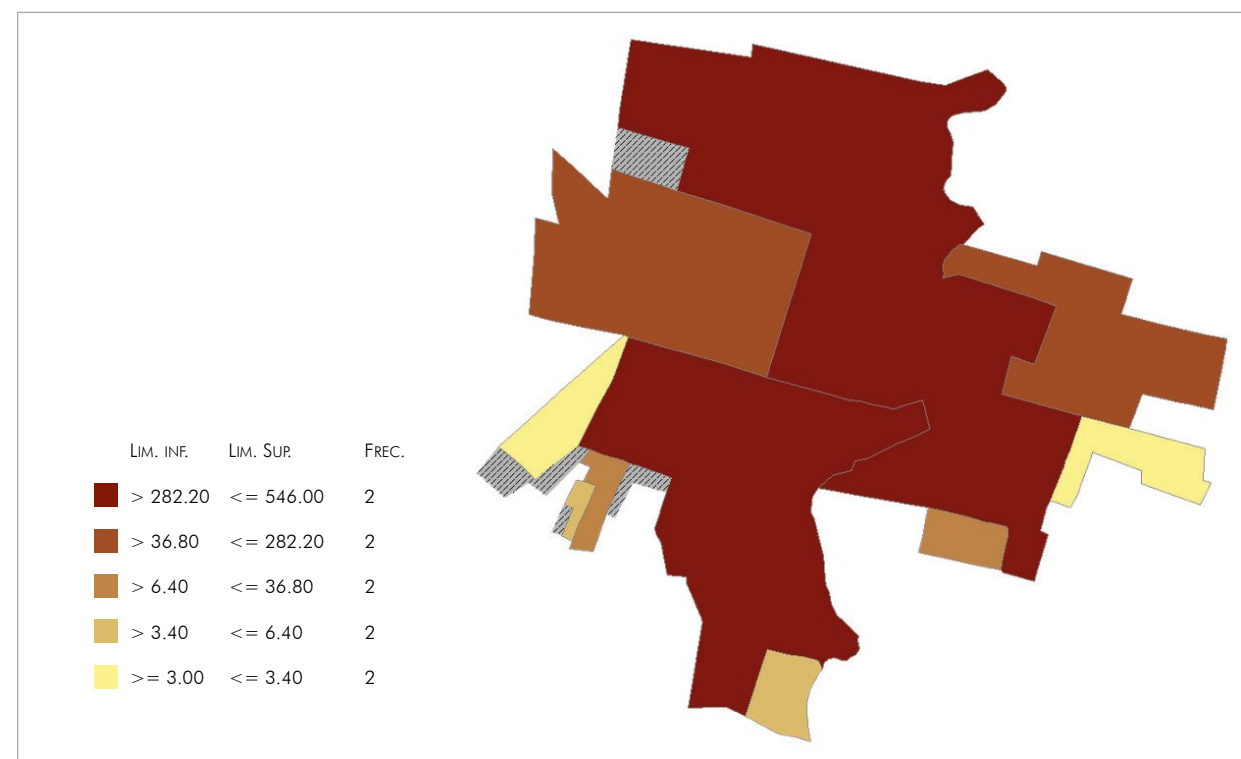 LIM. INF. LIM. SUP. FREC.
> 282.20 <= 546.00 2
> 36.80 <= 282.20 2
> 6.40 <= 36.80 2
> 3.40 <= 6.40 2
>= 3.00 <= 3.40 2